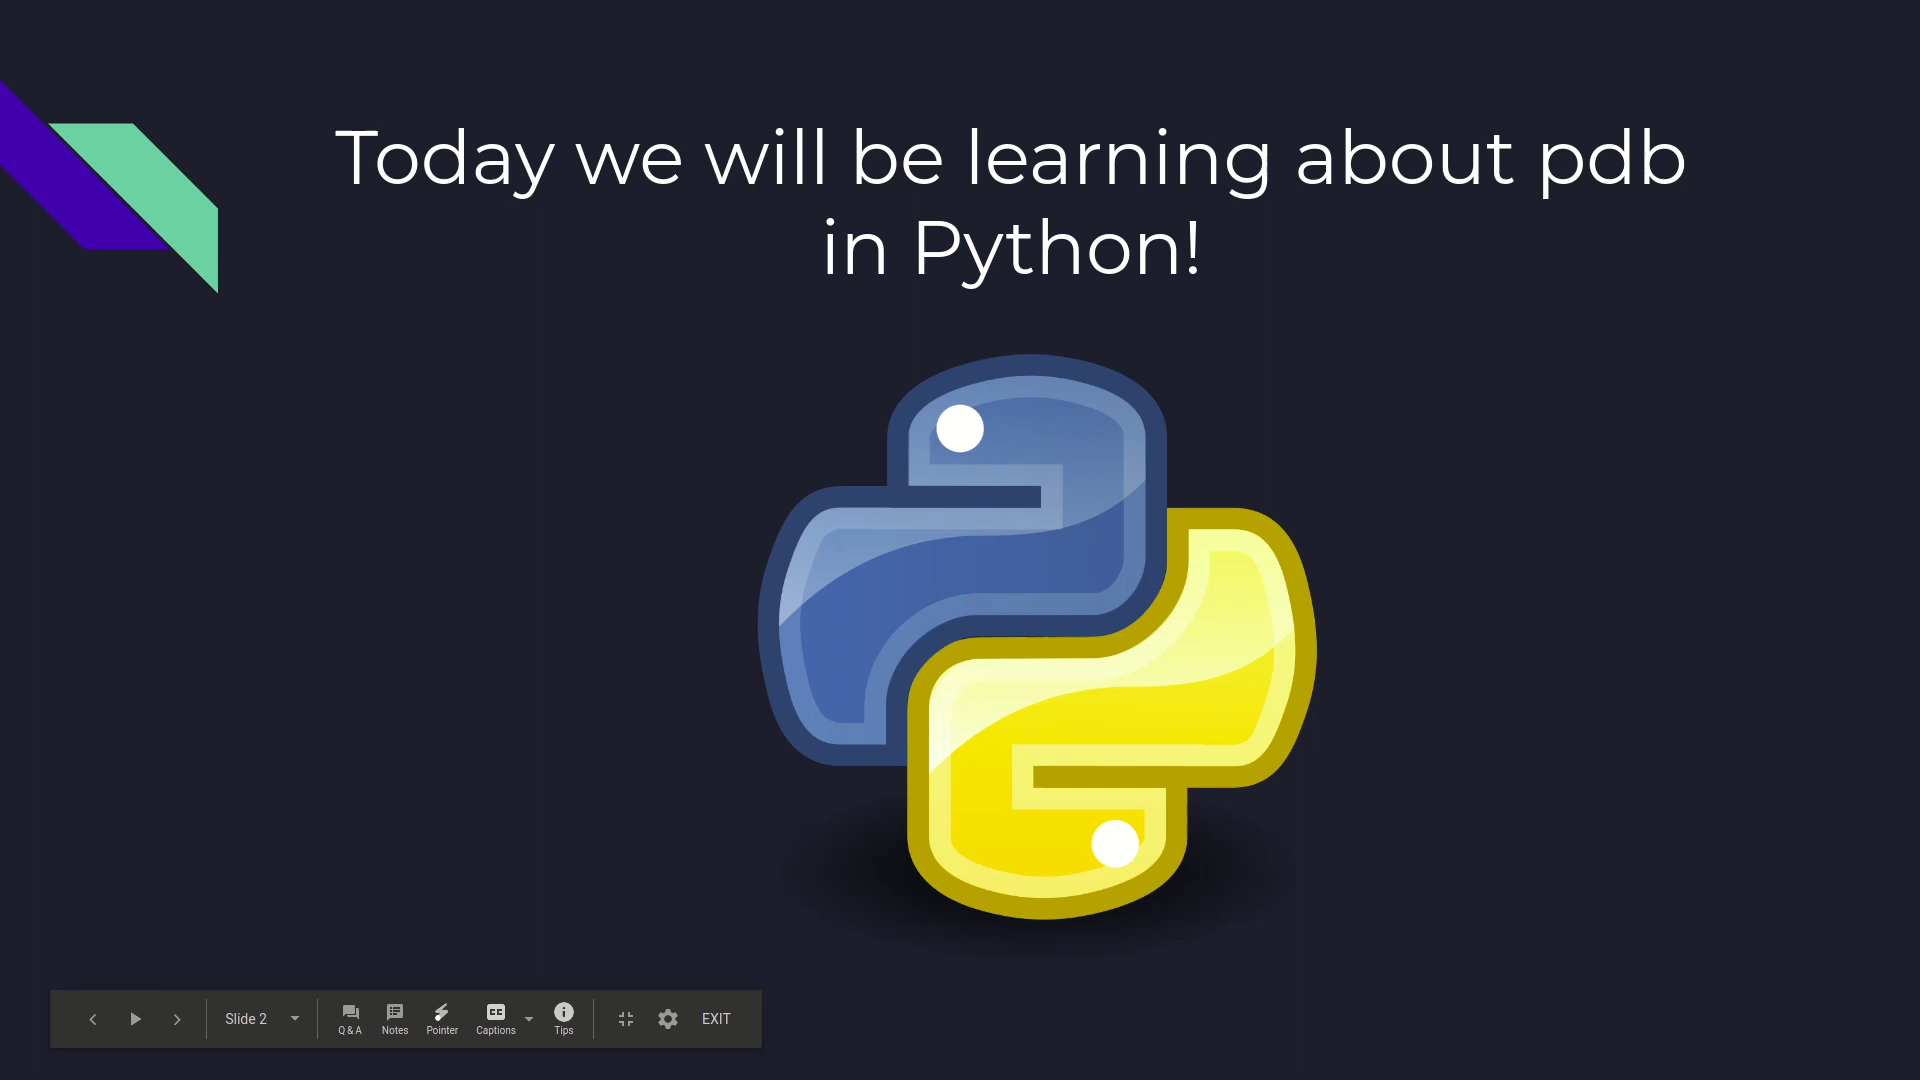 Today we will be learning about pdb
in Python!
Slide 2
Q & A
Notes
Pointer
Captions
Tips
EXIT